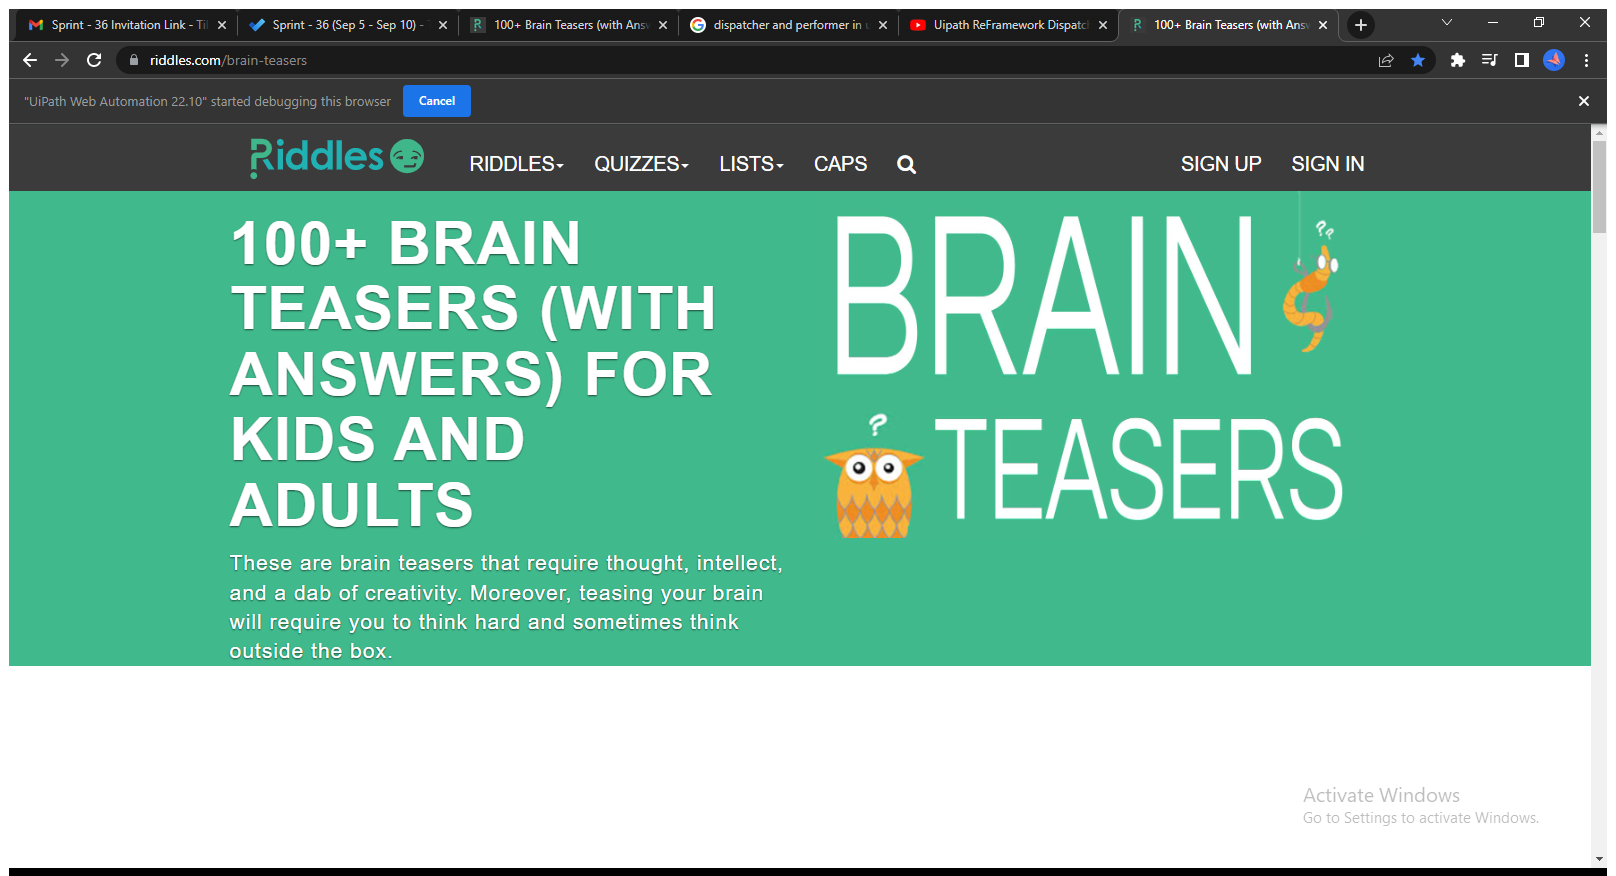 Sprint - 36 Invitation Link - Ti
Sprint - 36 (Sep 5 - Sep 10) -
100+ Brain Teasers (with Answ
dispatcher and performer in u
Uipath ReFramework Dispatch
100+ Brain Teasers (with Answ
riddles.com/brain-teasers
"UiPath Web Automation 22.10" started debugging this browser
Cancel
Riddles
RIDDLES
QUIZZES
LISTS
CAPS
SIGN UP
SIGN IN
100+ BRAIN
TEASERS (WITH
ANSWERS) FOR
KIDS AND
ADULTS
These are brain teasers that require thought, intellect,
and a dab of creativity. Moreover, teasing your brain
will require you to think hard and sometimes think
outside the box.
BRAIN
??
?
TEASERS
Activate Windows
Go to Settings to activate Windows.